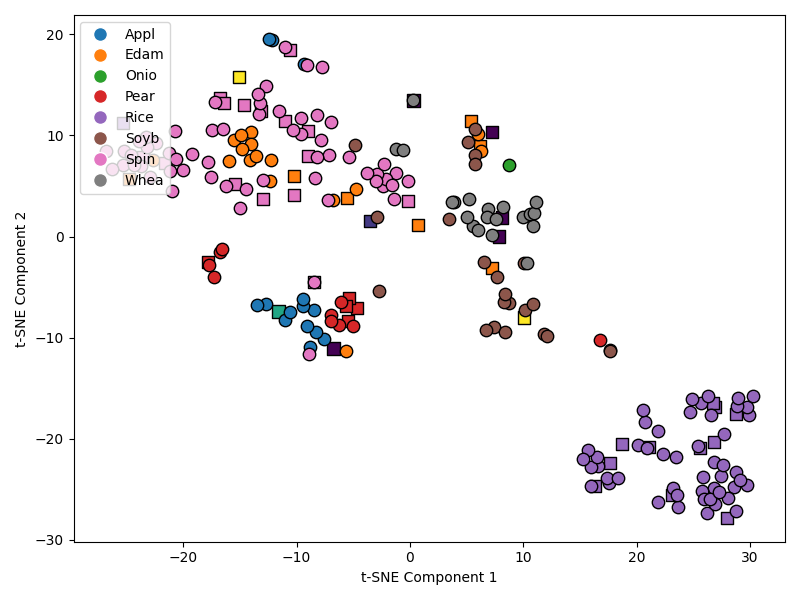 Appl
Edam
Onio
Pear
Rice
Soyb
Spin
Whea
t-SNE Component 2
20
10
0
−10
−20
−30
−20 −10 0 10 20 30
t-SNE Component 1